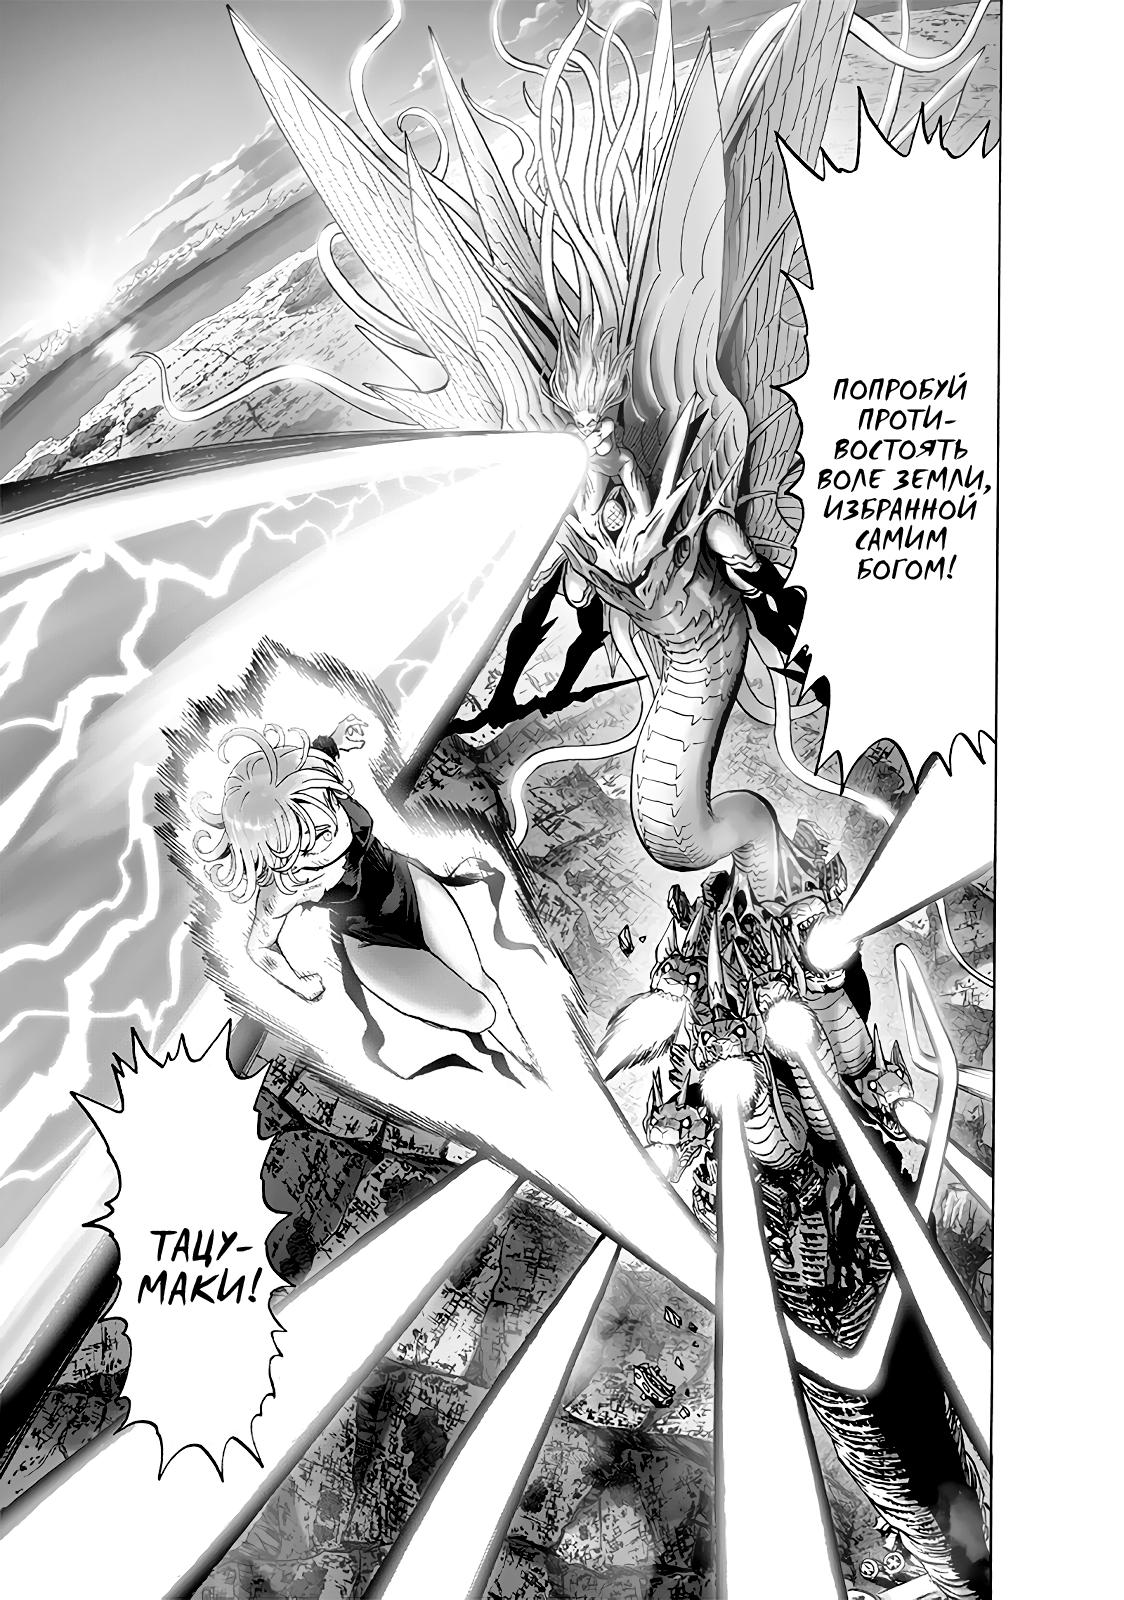 ПОПРОБУЙ
ПРОТИ-
ВОСТОЯТЬ
ВОЛЕ ЗЕМЛИ,
ИЗБРАННОЙ
САМИМ
БОГОМ!
ТАЦУ-
МАКИ!